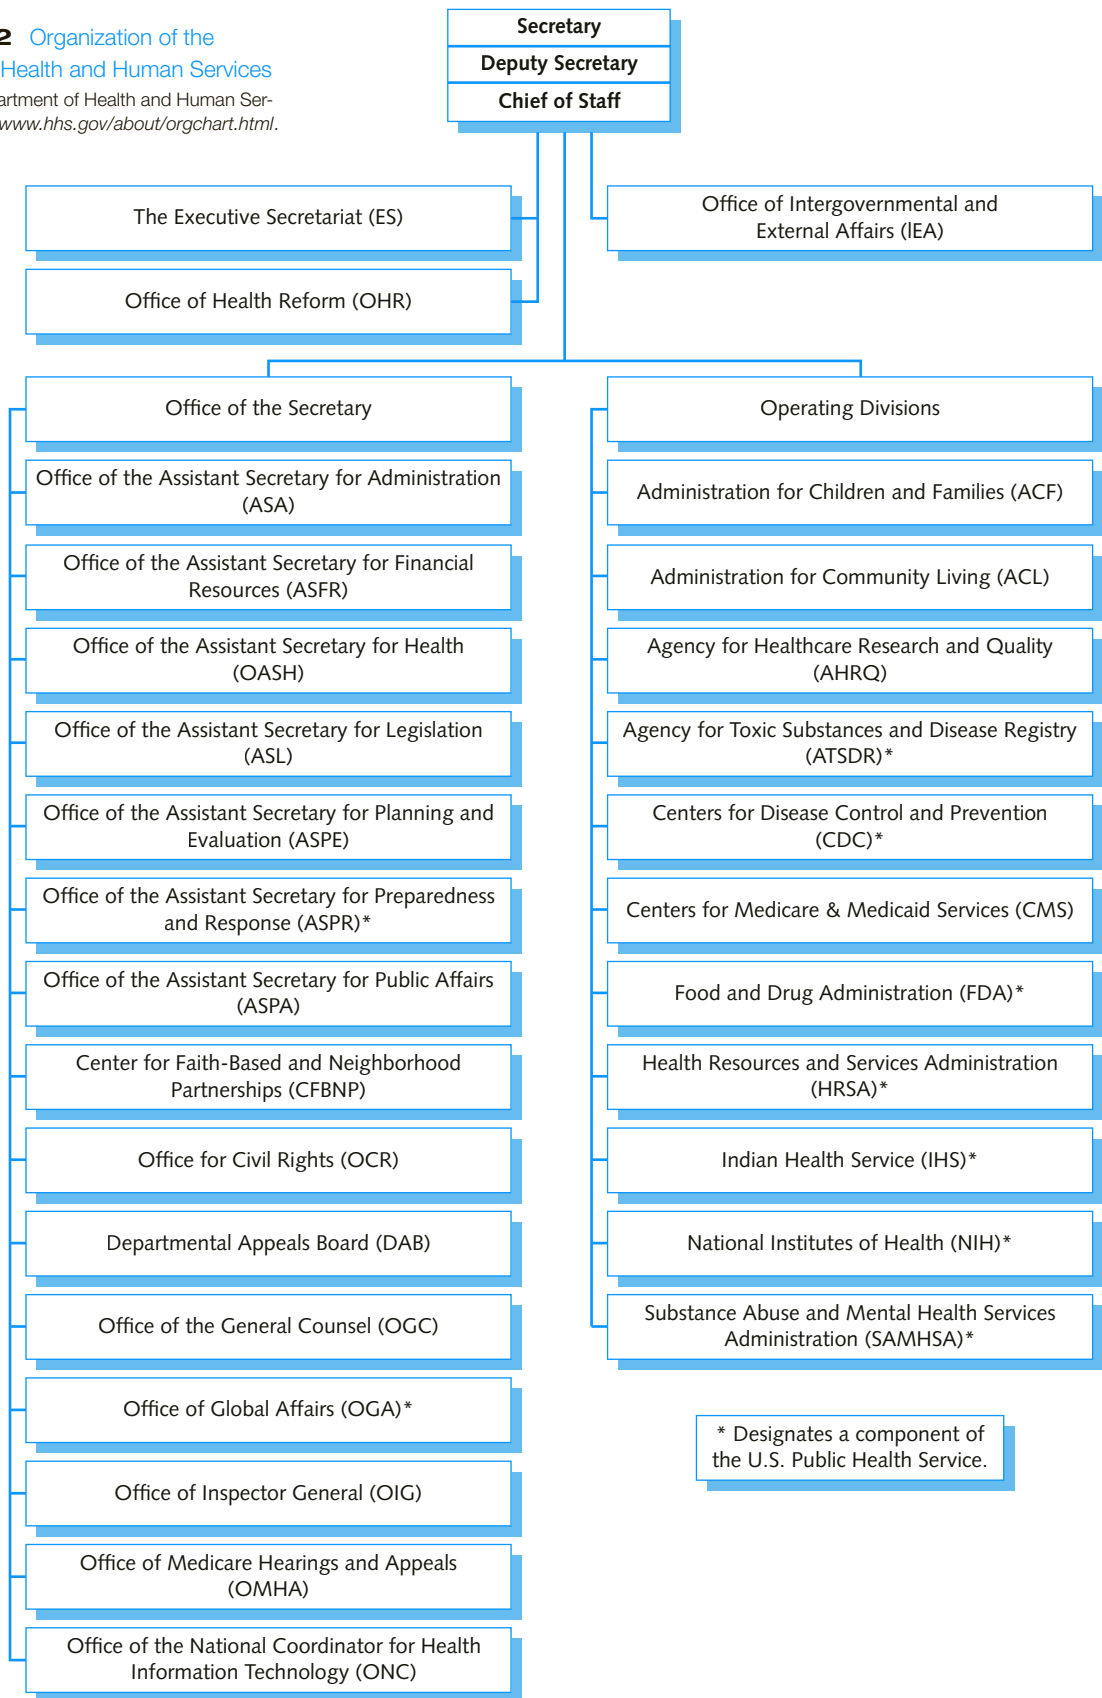 2 Organization of the
Health and Human Services
artment of Health and Human Ser-
www.hhs.gov/about/orgchart.html.
Secretary
Deputy Secretary
Chief of Staff
The Executive Secretariat (ES)
Office of Intergovernmental and
External Affairs (IEA)
Office of Health Reform (OHR)
Office of the Secretary
Office of the Assistant Secretary for Administration
(ASA)
Office of the Assistant Secretary for Financial
Resources (ASFR)
Office of the Assistant Secretary for Health
(OASH)
Office of the Assistant Secretary for Legislation
(ASL)
Office of the Assistant Secretary for Planning and
Evaluation (ASPE)
Office of the Assistant Secretary for Preparedness
and Response (ASPR)*
Office of the Assistant Secretary for Public Affairs
(ASPA)
Center for Faith-Based and Neighborhood
Partnerships (CFBNP)
Office for Civil Rights (OCR)
Departmental Appeals Board (DAB)
Office of the General Counsel (OGC)
Office of Global Affairs (OGA)*
Office of Inspector General (OIG)
Office of Medicare Hearings and Appeals
(OMHA)
Office of the National Coordinator for Health
Information Technology (ONC)
Operating Divisions
Administration for Children and Families (ACF)
Administration for Community Living (ACL)
Agency for Healthcare Research and Quality
(AHRQ)
Agency for Toxic Substances and Disease Registry
(ATSDR)*
Centers for Disease Control and Prevention
(CDC)*
Centers for Medicare & Medicaid Services (CMS)
Food and Drug Administration (FDA)*
Health Resources and Services Administration
(HRSA)*
Indian Health Service (IHS)*
National Institutes of Health (NIH)*
Substance Abuse and Mental Health Services
Administration (SAMHSA)*
* Designates a component of
the U.S. Public Health Service.